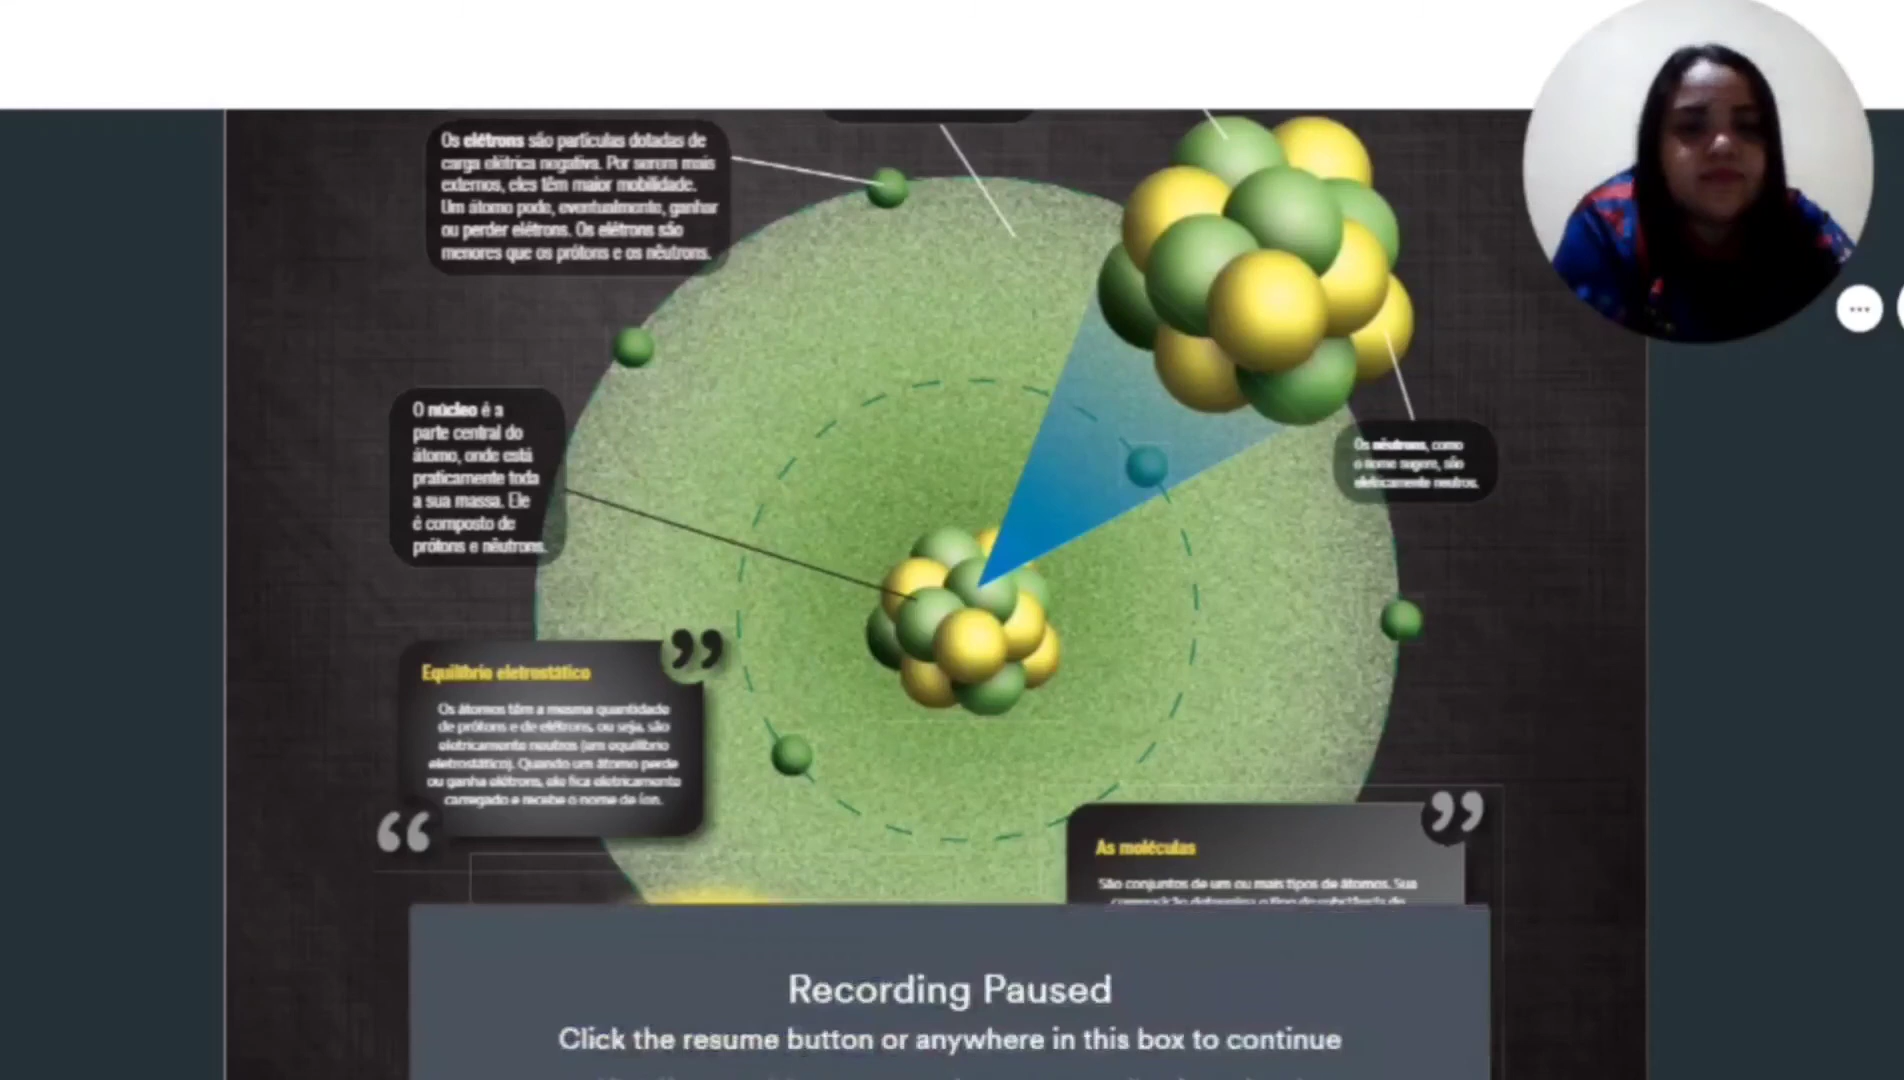 Os elétrons são partículas dotadas de
carga elétrica negativa. Por serem mais
externos, eles têm maior mobilidade.
Um átomo pode, eventualmente, ganhar
ou perder elétrons. Os elétrons são
menores que os prótons e os nêutrons.
O núcleo é a
parte central do
átomo, onde está
praticamente toda
a sua massa. Ele
é composto de
prótons e nêutrons.
Os nêutrons, como
o nome sugere, são
eletricamente neutros.
Equilíbrio eletrostático
Os átomos têm a mesma quantidade
de prótons e de elétrons, ou seja, são
eletricamente neutros (em equilíbrio
eletrostático). Quando um átomo perde
ou ganha elétrons, ele fica eletricamente
carregado e recebe o nome de íon.
As moléculas
São conjuntos de um ou mais tipos de átomos. Sua
composição determina o tipo de substância de
Recording Paused
Click the resume button or anywhere in this box to continue